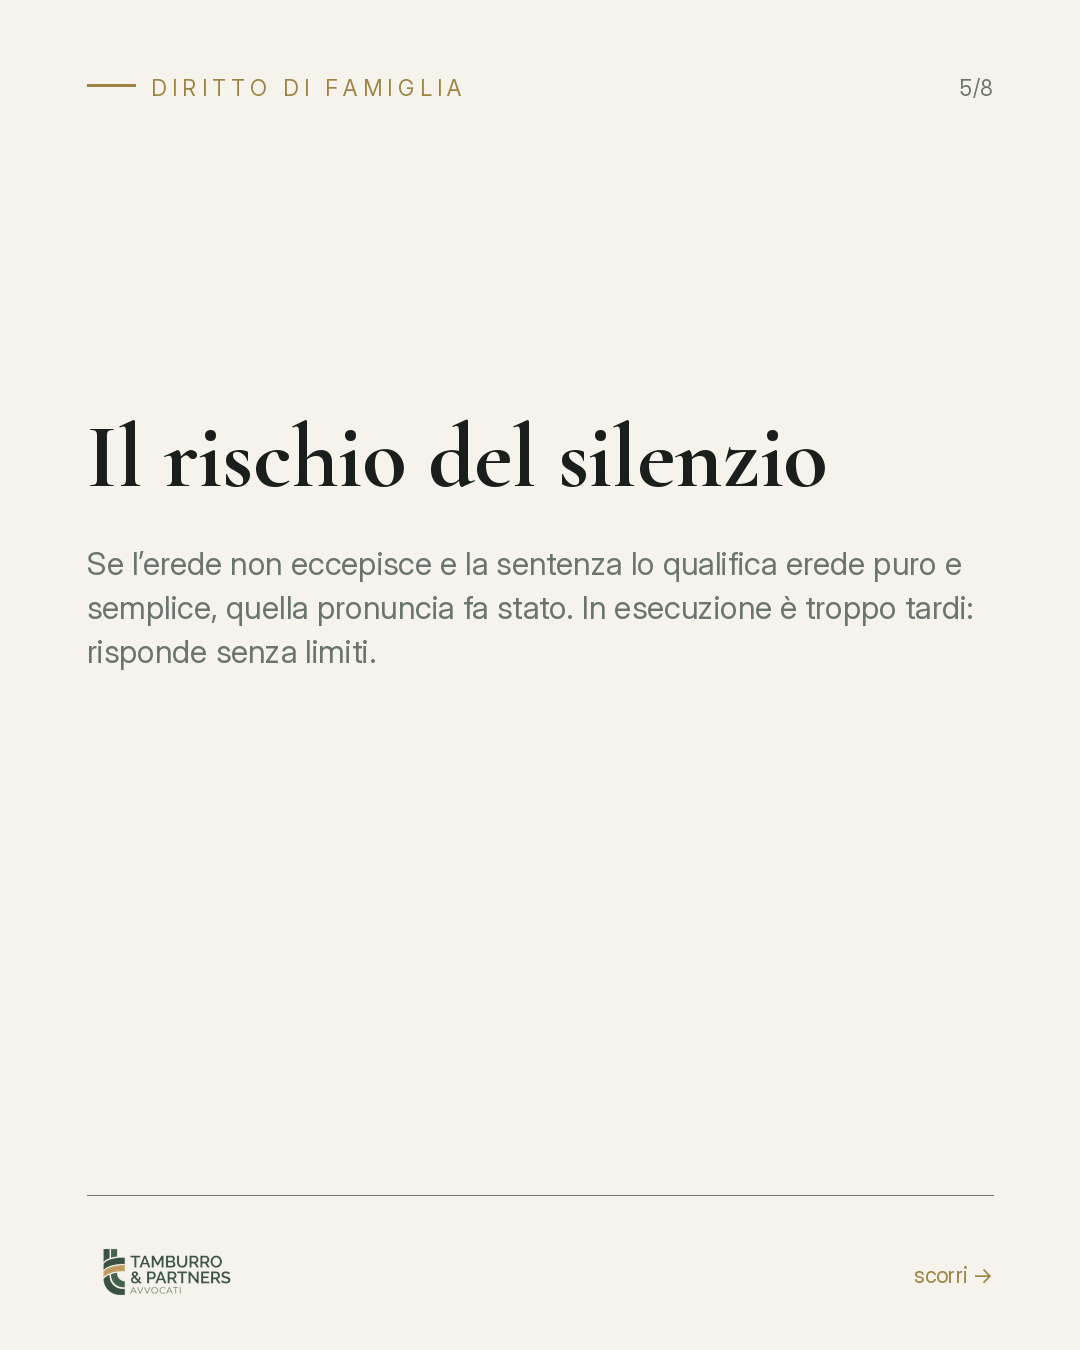 DIRITTO DI FAMIGLIA
5/8
Il rischio del silenzio
Se l’erede non eccepisce e la sentenza lo qualifica erede puro e
semplice, quella pronuncia fa stato. In esecuzione è troppo tardi:
risponde senza limiti.
TAMBURRO
& PARTNERS
AVVOCATI
scorri →